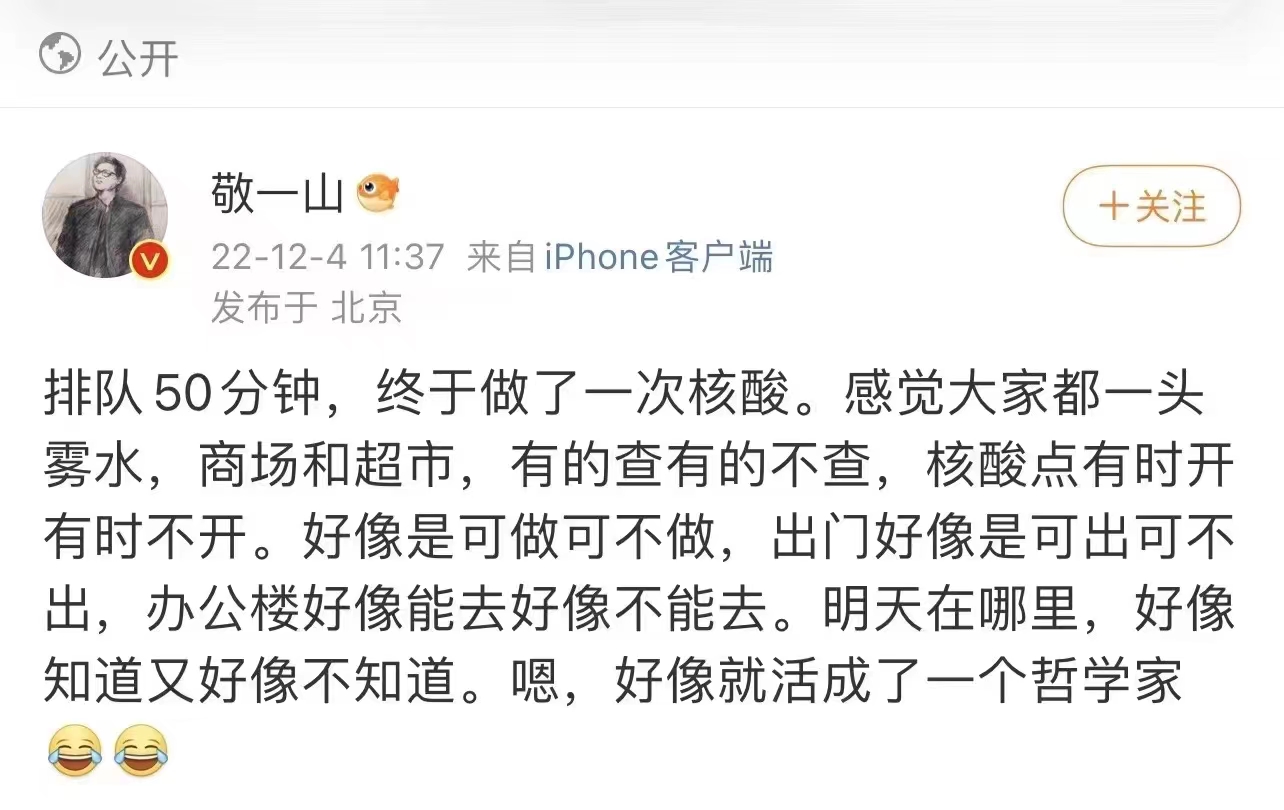 公开
敬一山
+关注
22-12-4 11:37 来自 iPhone客户端
发布于 北京
排队50分钟，终于做了一次核酸。感觉大家都一头
雾水，商场和超市，有的查有的不查，核酸点有时开
有时不开。好像是可做可不做，出门好像是可出可不
出，办公楼好像能去好像不能去。明天在哪里，好像
知道又好像不知道。嗯，好像就活成了一个哲学家
😂😂